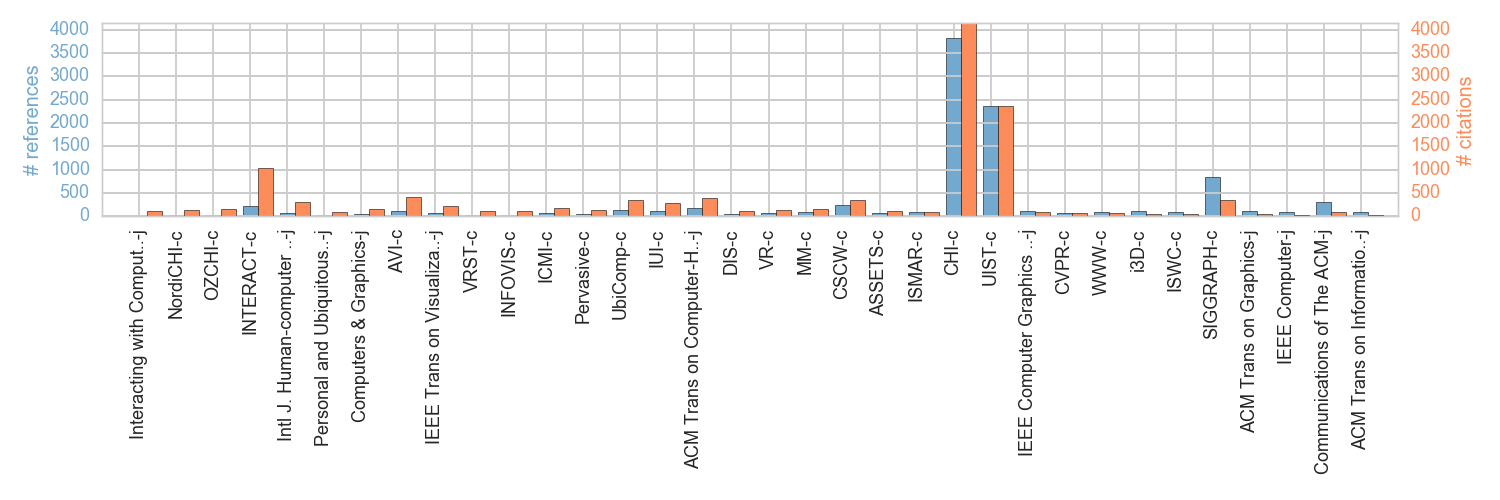 # references
4000
3500
3000
2500
2000
1500
1000
500
0
4000
3500
3000
2500
2000
1500
1000
500
0
# citations
Interacting with Comput..-j
NordiCHI-c
OZCHI-c
INTERACT-c
Intl J. Human-computer ..-j
Personal and Ubiquitous..-j
Computers & Graphics-j
AVI-c
IEEE Trans on Visualiza..-j
VRST-c
INFOVIS-c
ICMI-c
Pervasive-c
UbiComp-c
IUI-c
ACM Trans on Computer-H..-j
DIS-c
VR-c
MM-c
CSCW-c
ASSETS-c
ISMAR-c
CHI-c
UIST-c
IEEE Computer Graphics ..-j
CVPR-c
WWW-c
i3D-c
ISWC-c
SIGGRAPH-c
ACM Trans on Graphics-j
IEEE Computer-j
Communications of The ACM-j
ACM Trans on Informatio..-j